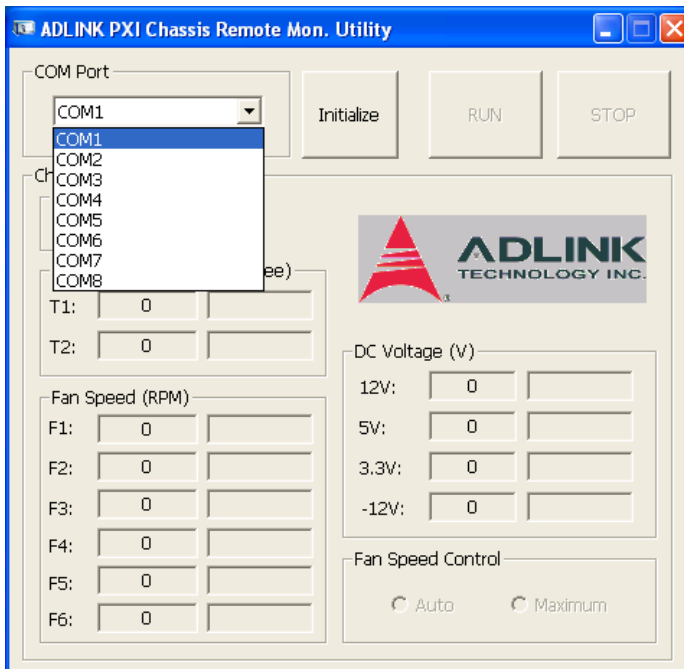 ADLINK PXI Chassis Remote Mon. Utility
COM Port
COM1
Initialize
RUN
STOP
COM1
COM2
COM3
COM4
COM5
COM6
COM7
COM8
ADLINK
TECHNOLOGY INC.
®
T1: 0
T2: 0
Fan Speed (RPM)
F1: 0
F2: 0
F3: 0
F4: 0
F5: 0
F6: 0
DC Voltage (V)
12V: 0
5V: 0
3.3V: 0
-12V: 0
Fan Speed Control
Auto
Maximum